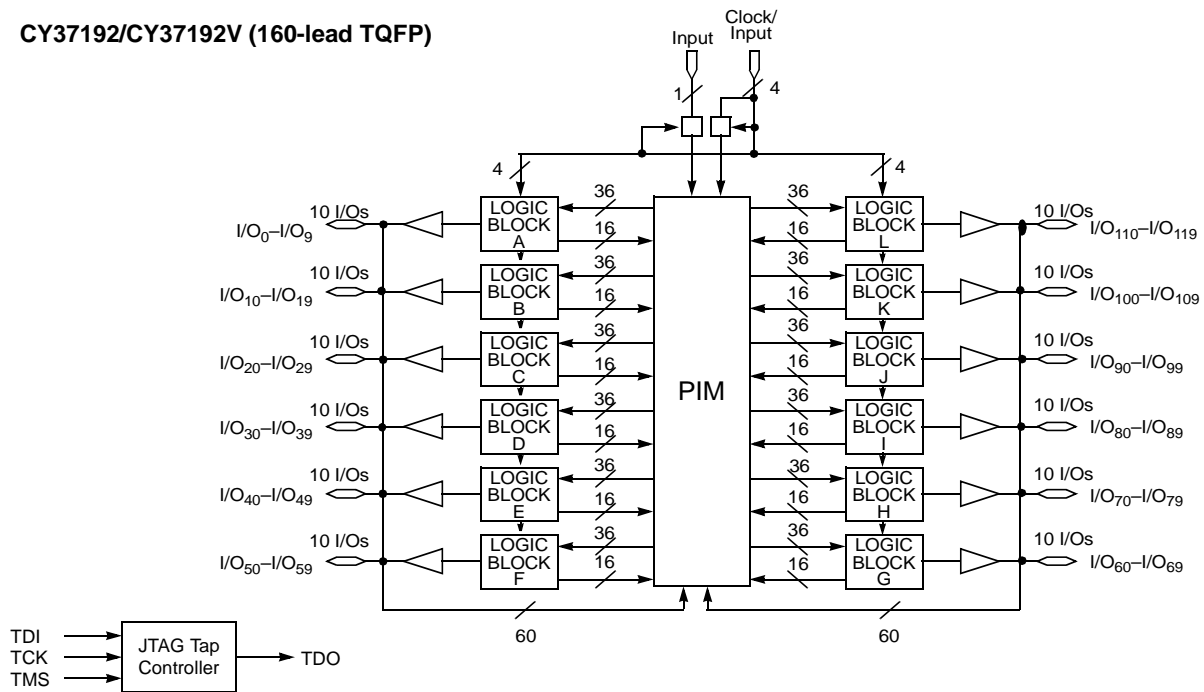 CY37192/CY37192V (160-lead TQFP)
Input
Clock/
Input
1
4
4
4
10 I/Os
I/O0–I/O9
LOGIC
BLOCK
A
36
16
PIM
36
16
LOGIC
BLOCK
L
10 I/Os
I/O110–I/O119
10 I/Os
I/O10–I/O19
LOGIC
BLOCK
B
36
16
36
16
LOGIC
BLOCK
K
10 I/Os
I/O100–I/O109
10 I/Os
I/O20–I/O29
LOGIC
BLOCK
C
36
16
36
16
LOGIC
BLOCK
J
10 I/Os
I/O90–I/O99
10 I/Os
I/O30–I/O39
LOGIC
BLOCK
D
36
16
36
16
LOGIC
BLOCK
I
10 I/Os
I/O80–I/O89
10 I/Os
I/O40–I/O49
LOGIC
BLOCK
E
36
16
36
16
LOGIC
BLOCK
H
10 I/Os
I/O70–I/O79
10 I/Os
I/O50–I/O59
LOGIC
BLOCK
F
36
16
36
16
LOGIC
BLOCK
G
10 I/Os
I/O60–I/O69
60
60
TDI
TCK
TMS
JTAG Tap
Controller
TDO